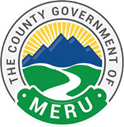 THE COUNTY GOVERNMENT OF
MERU